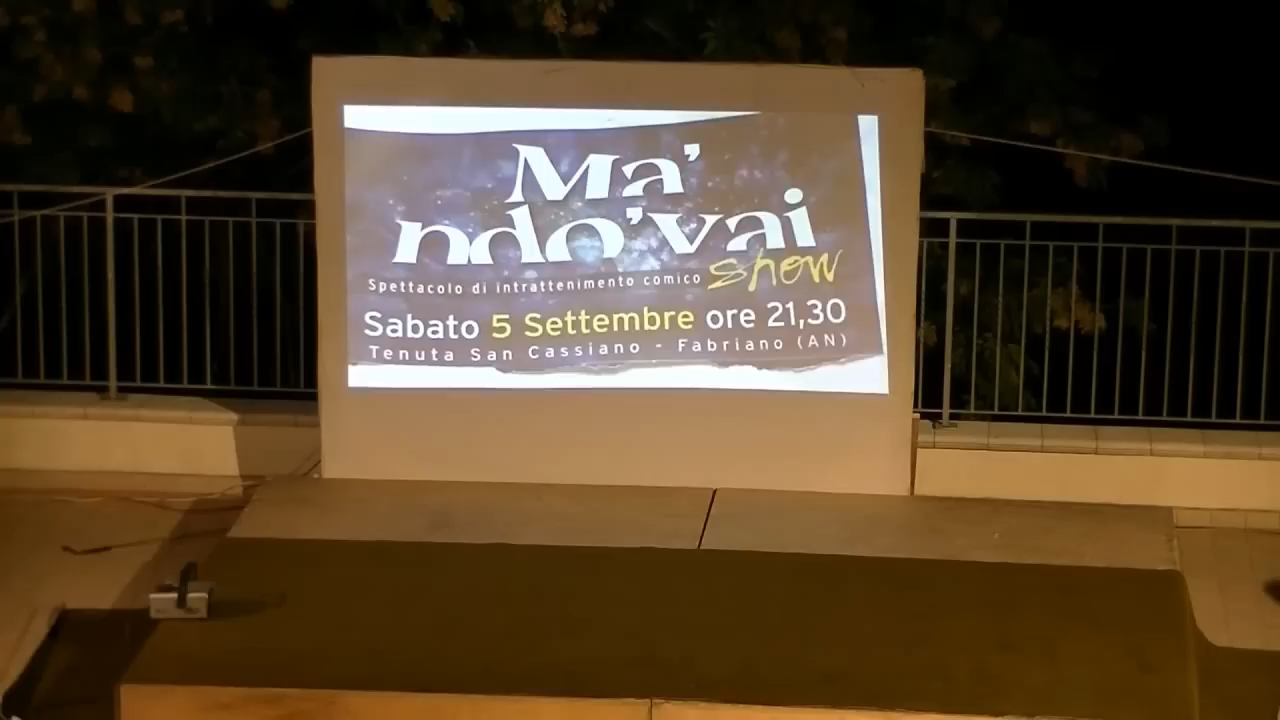 Ma'
ndo'vai
show
Spettacolo di intrattenimento comico
Sabato 5 Settembre ore 21,30
Tenuta San Cassiano - Fabriano (AN)